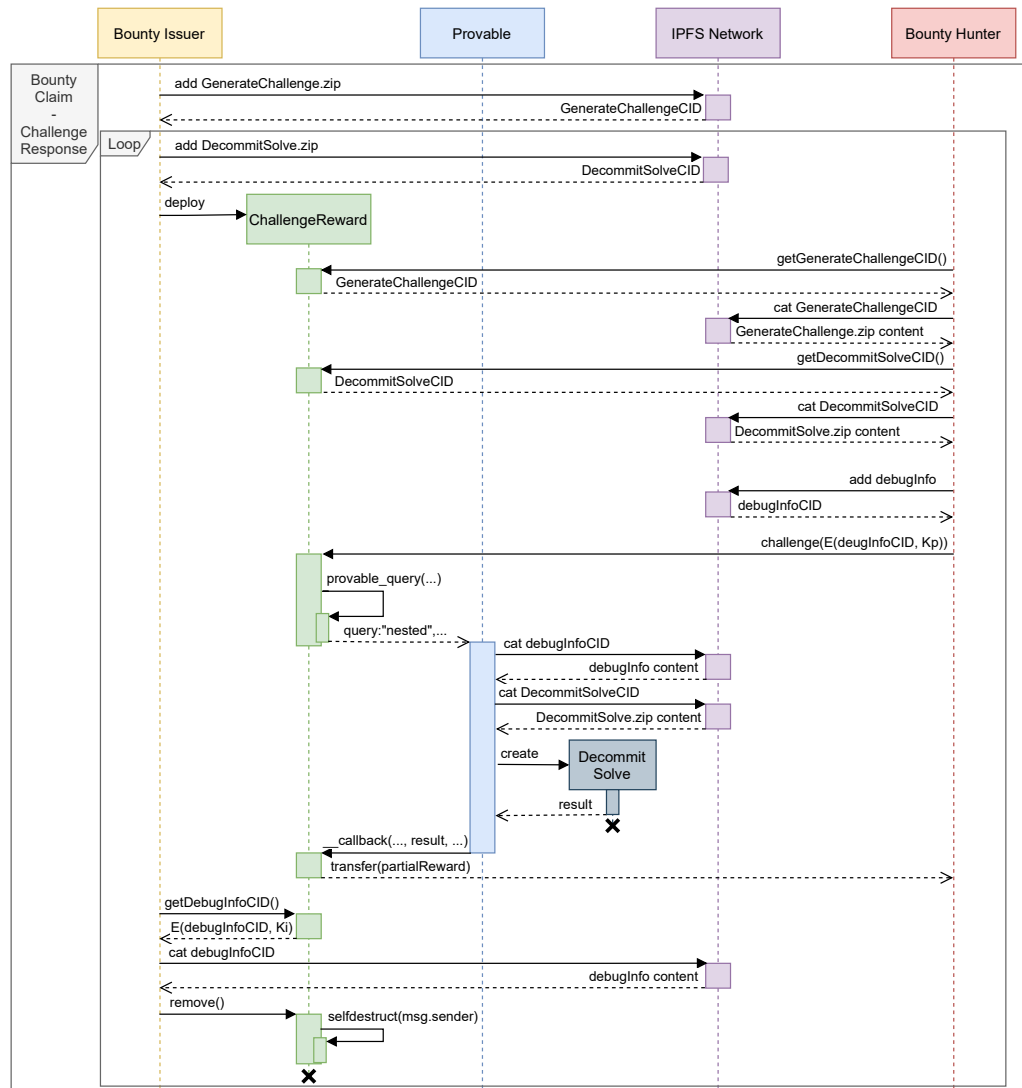 Bounty Issuer
Provable
IPFS Network
Bounty Hunter
Bounty
Claim
-
Challenge
Response
add GenerateChallenge.zip
GenerateChallengeCID
Loop
add DecommitSolve.zip
DecommitSolveCID
deploy
ChallengeReward
getGenerateChallengeCID()
GenerateChallengeCID
cat GenerateChallengeCID
GenerateChallenge.zip content
getDecommitSolveCID()
DecommitSolveCID
cat DecommitSolveCID
DecommitSolve.zip content
add debugInfo
debugInfoCID
challenge(E(deugInfoCID, Kp))
provable_query(...)
query:"nested",...
cat debugInfoCID
debugInfo content
cat DecommitSolveCID
DecommitSolve.zip content
create
Decommit
Solve
result
__callback(..., result, ...)
transfer(partialReward)
getDebugInfoCID()
E(debugInfoCID, Ki)
cat debugInfoCID
debugInfo content
remove()
selfdestruct(msg.sender)